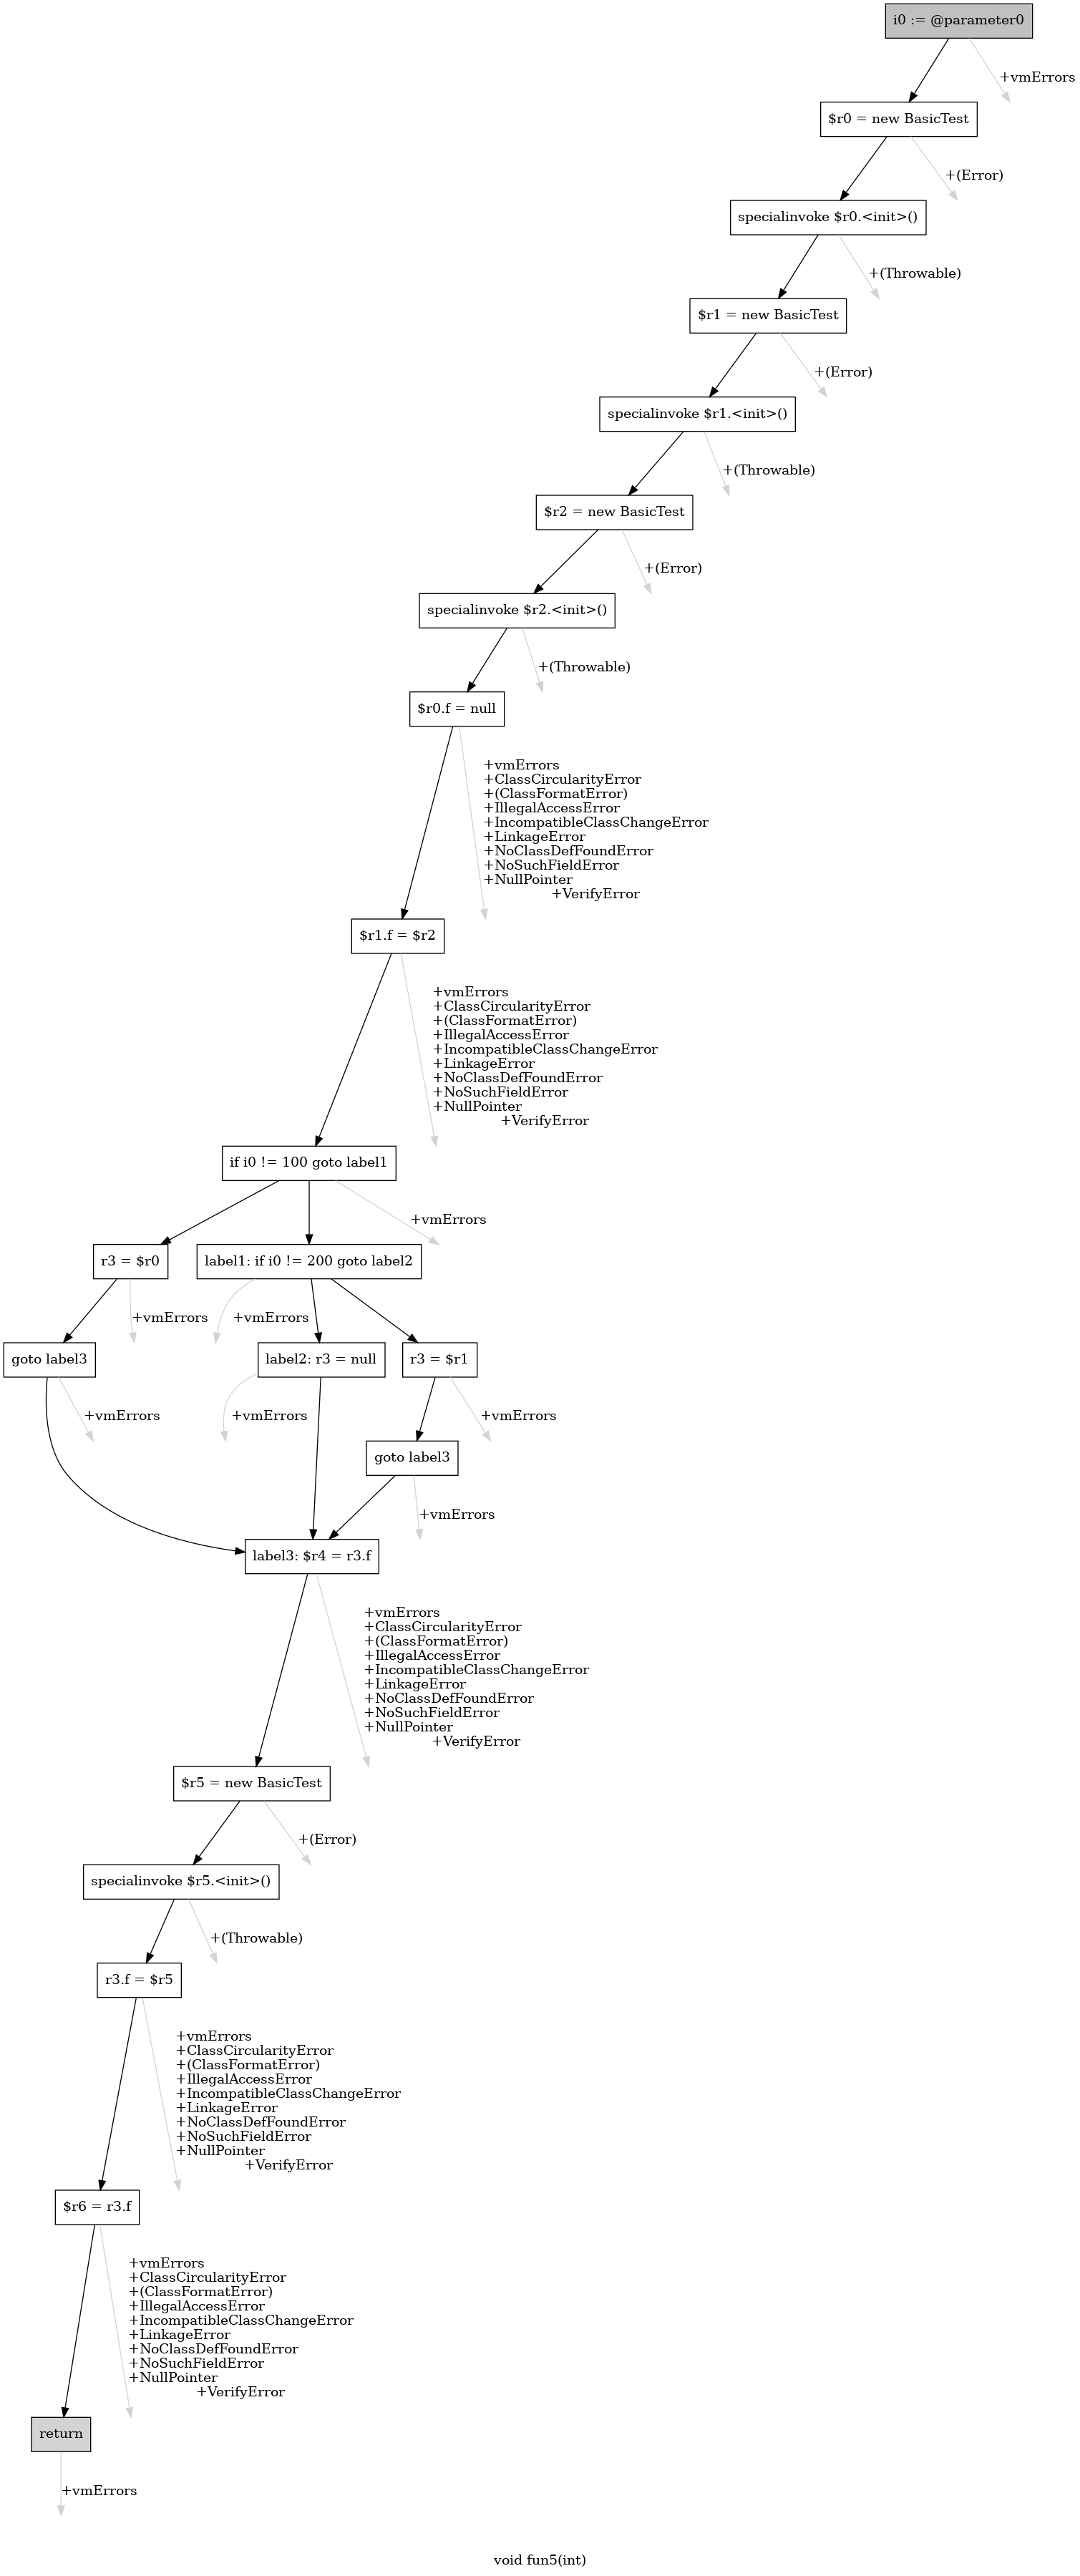 i0 := @parameter0
+vmErrors
$r0 = new BasicTest
+(Error)
specialinvoke $r0.<init>()
+(Throwable)
$r1 = new BasicTest
+(Error)
specialinvoke $r1.<init>()
+(Throwable)
$r2 = new BasicTest
+(Error)
specialinvoke $r2.<init>()
+(Throwable)
$r0.f = null
+vmErrors
+ClassCircularityError
+(ClassFormatError)
+IllegalAccessError
+IncompatibleClassChangeError
+LinkageError
+NoClassDefFoundError
+NoSuchFieldError
+NullPointer
+VerifyError
$r1.f = $r2
+vmErrors
+ClassCircularityError
+(ClassFormatError)
+IllegalAccessError
+IncompatibleClassChangeError
+LinkageError
+NoClassDefFoundError
+NoSuchFieldError
+NullPointer
+VerifyError
if i0 != 100 goto label1
+vmErrors
r3 = $r0
label1: if i0 != 200 goto label2
+vmErrors
+vmErrors
goto label3
label2: r3 = null
r3 = $r1
+vmErrors
+vmErrors
+vmErrors
goto label3
+vmErrors
label3: $r4 = r3.f
+vmErrors
+ClassCircularityError
+(ClassFormatError)
+IllegalAccessError
+IncompatibleClassChangeError
+LinkageError
+NoClassDefFoundError
+NoSuchFieldError
+NullPointer
+VerifyError
$r5 = new BasicTest
+(Error)
specialinvoke $r5.<init>()
+(Throwable)
r3.f = $r5
+vmErrors
+ClassCircularityError
+(ClassFormatError)
+IllegalAccessError
+IncompatibleClassChangeError
+LinkageError
+NoClassDefFoundError
+NoSuchFieldError
+NullPointer
+VerifyError
$r6 = r3.f
+vmErrors
+ClassCircularityError
+(ClassFormatError)
+IllegalAccessError
+IncompatibleClassChangeError
+LinkageError
+NoClassDefFoundError
+NoSuchFieldError
+NullPointer
+VerifyError
return
+vmErrors
void fun5(int)